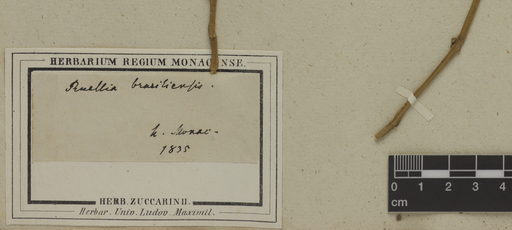 HERBARIUM REGIUM MONACENSE.
Ruellia brasiliensis.
h. Monac-
1835
HERB. ZUCCARINII.
Herbar. Univ. Ludov. Maximil.
0 1 2 3 4
cm